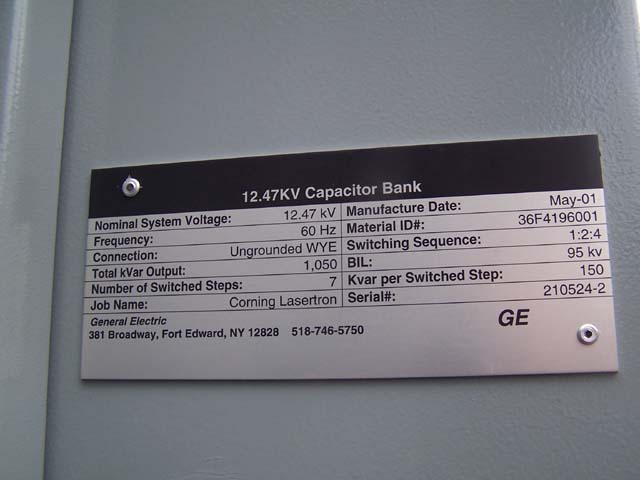 12.47KV Capacitor Bank
Nominal System Voltage: 12.47 kV Manufacture Date: May-01
Frequency: 60 Hz Material ID#: 36F4196001
Connection: Ungrounded WYE Switching Sequence: 1:2:4
Total kVar Output: 1,050 BIL: 95 kv
Number of Switched Steps: 7 Kvar per Switched Step: 150
Job Name: Corning Lasertron Serial#: 210524-2
General Electric
381 Broadway, Fort Edward, NY 12828 518-746-5750
GE